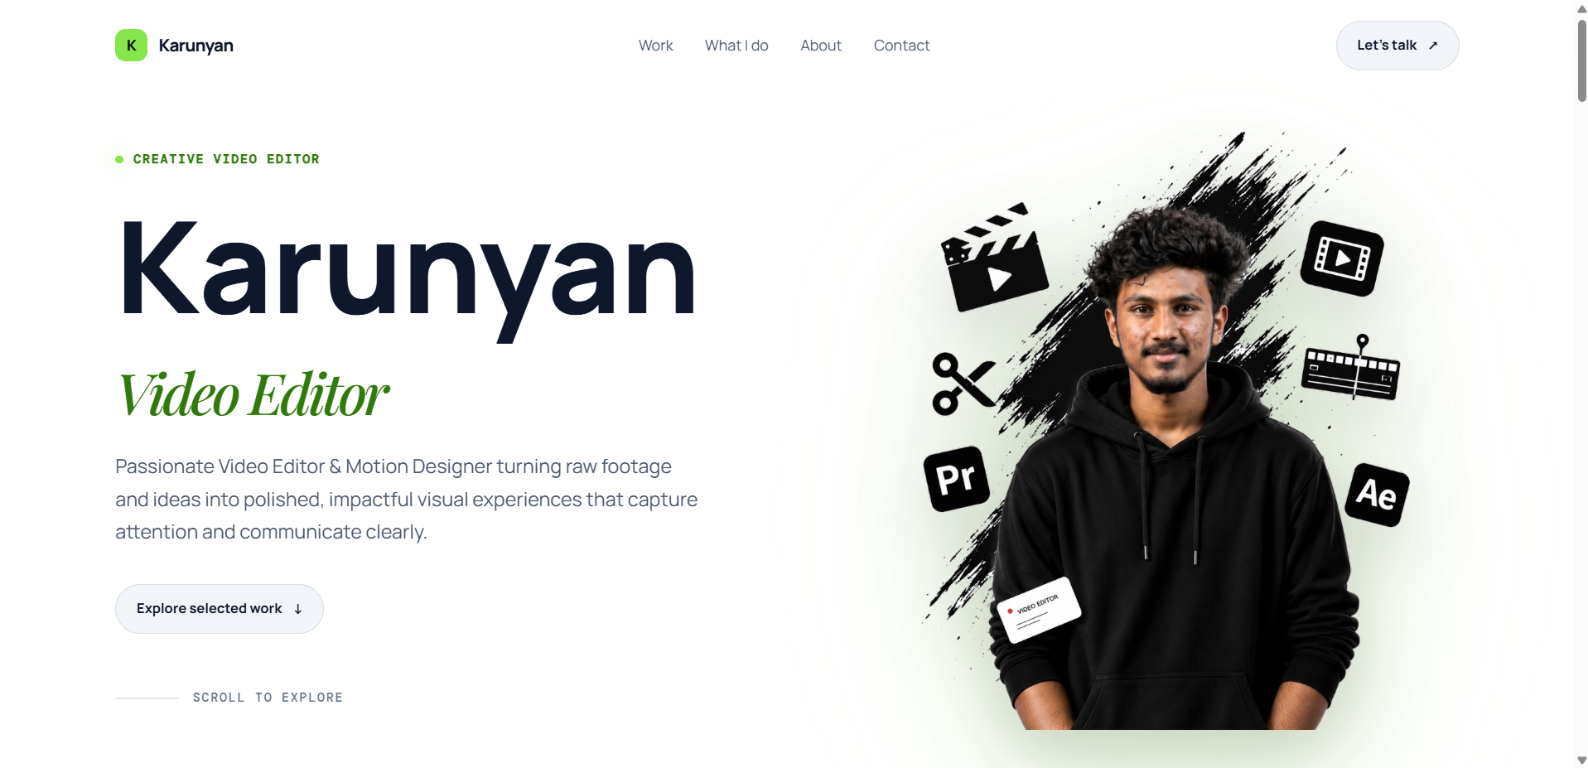 K Karunyan
Work What I do About Contact
Let's talk ↗
CREATIVE VIDEO EDITOR
Karunyan
Video Editor
Passionate Video Editor & Motion Designer turning raw footage
and ideas into polished, impactful visual experiences that capture
attention and communicate clearly.
Explore selected work ↓
SCROLL TO EXPLORE
Pr
Ae
VIDEO EDITOR